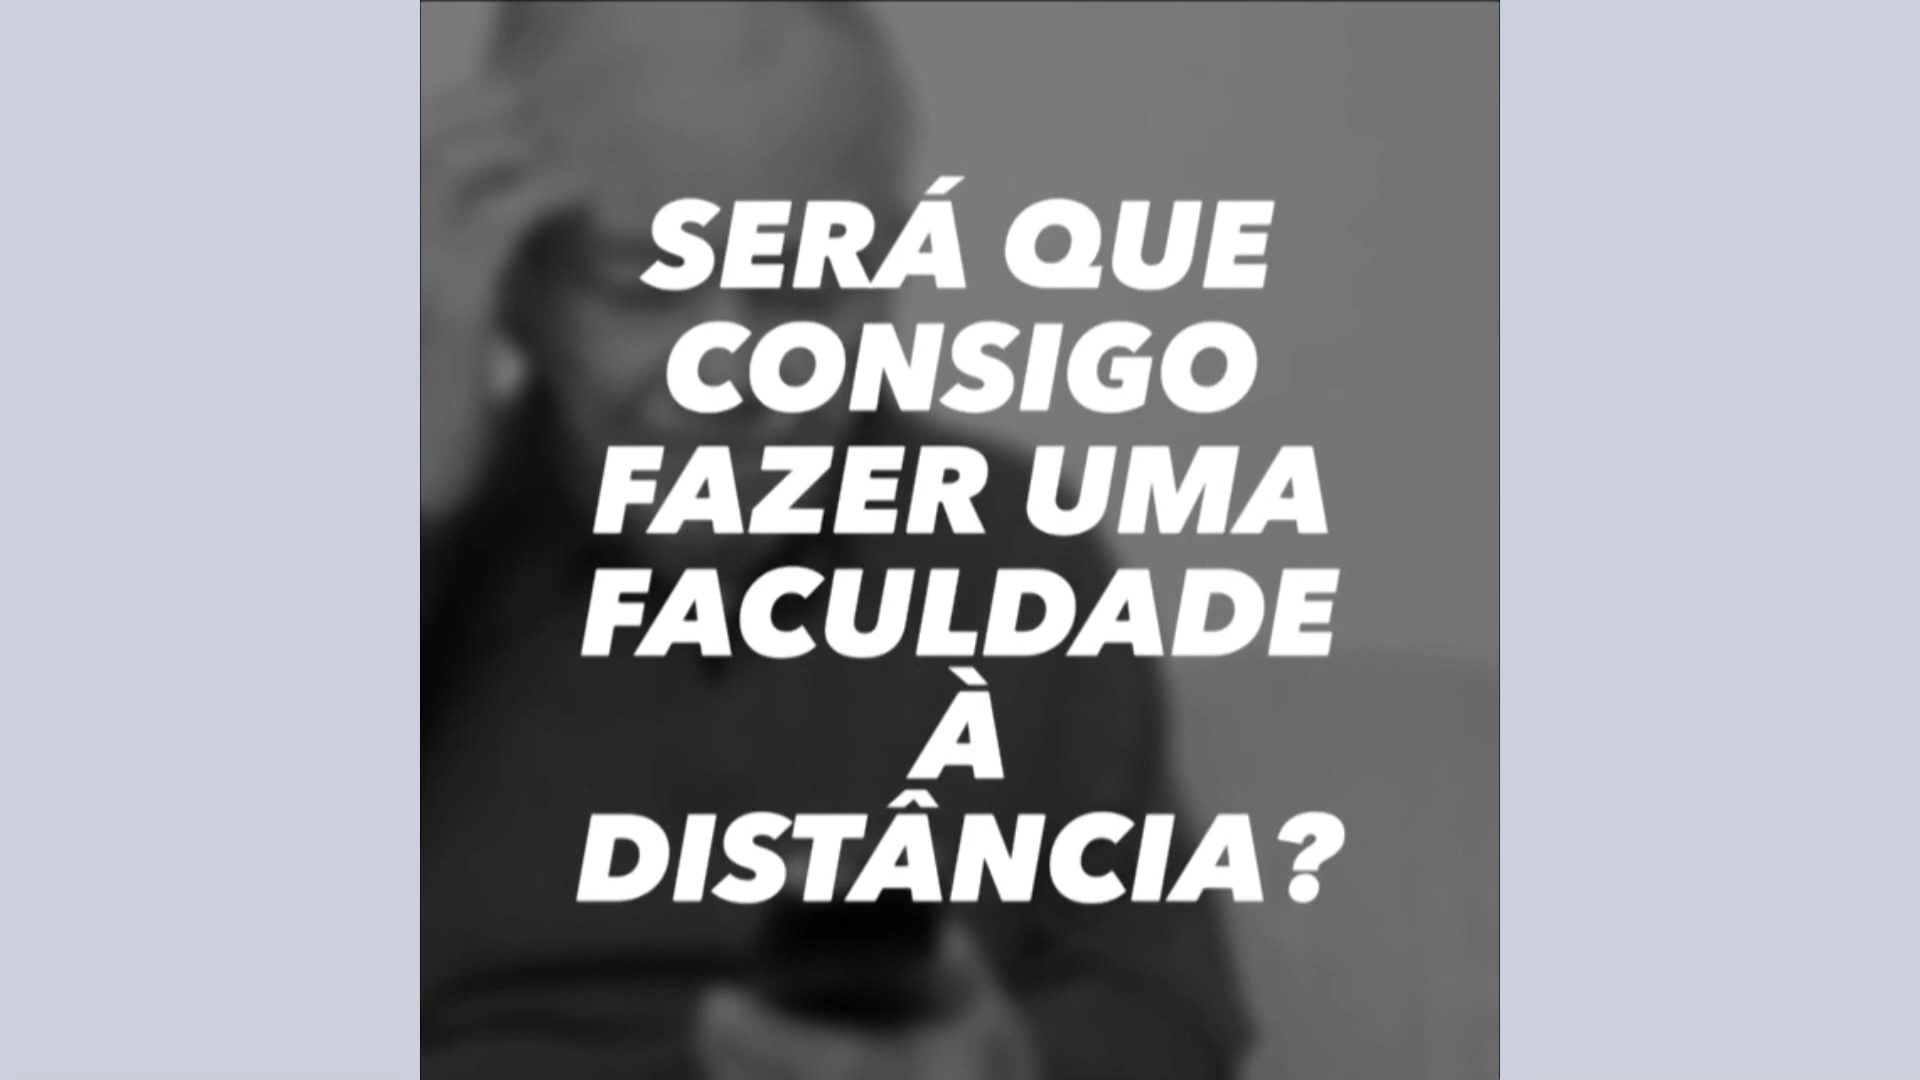 SERÁ QUE
CONSIGO
FAZER UMA
FACULDADE
À
DISTÂNCIA?